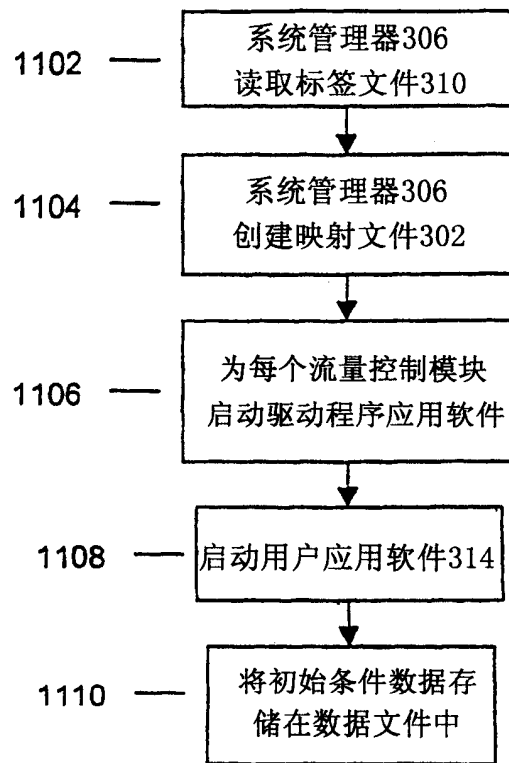 1102
系统管理器306
读取标签文件310
1104
系统管理器306
创建映射文件302
1106
为每个流量控制模块
启动驱动程序应用软件
1108
启动用户应用软件314
1110
将初始条件数据存
储在数据文件中